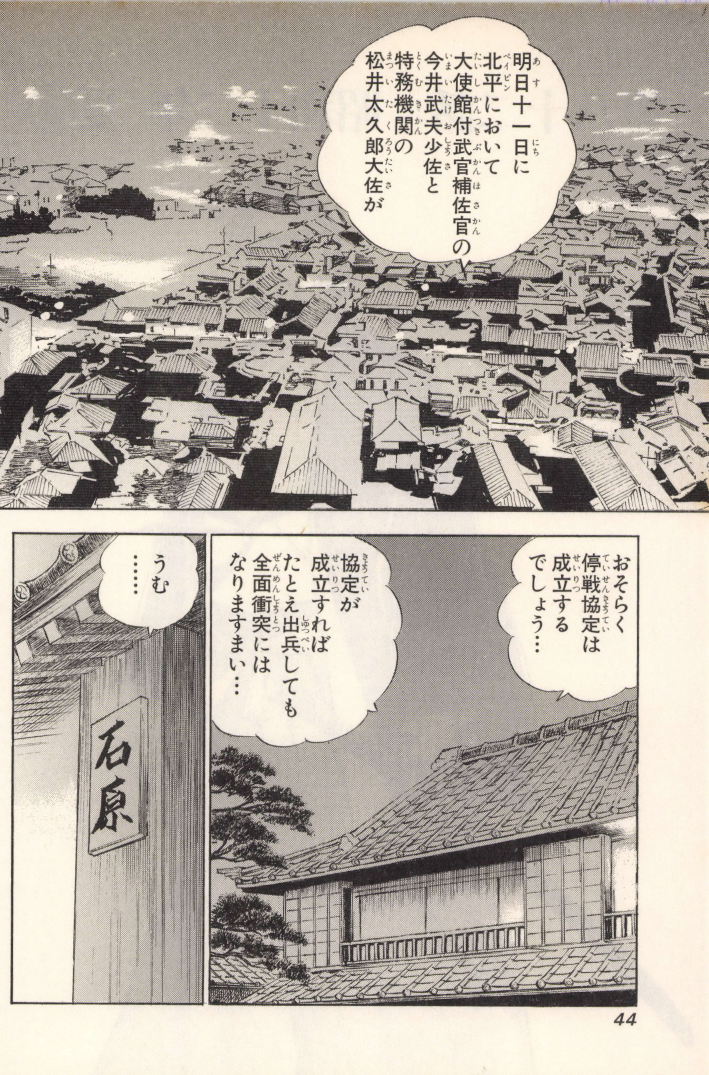 明日十一日に
北平において
大使館付武官補佐官の
今井武夫少佐と
特務機関の
松井太久郎大佐が
おそらく
停戦協定は
成立する
でしょう…
協定が
成立すれば
たとえ出兵しても
全面衝突には
なりますまい…
うむ
……
石原
44